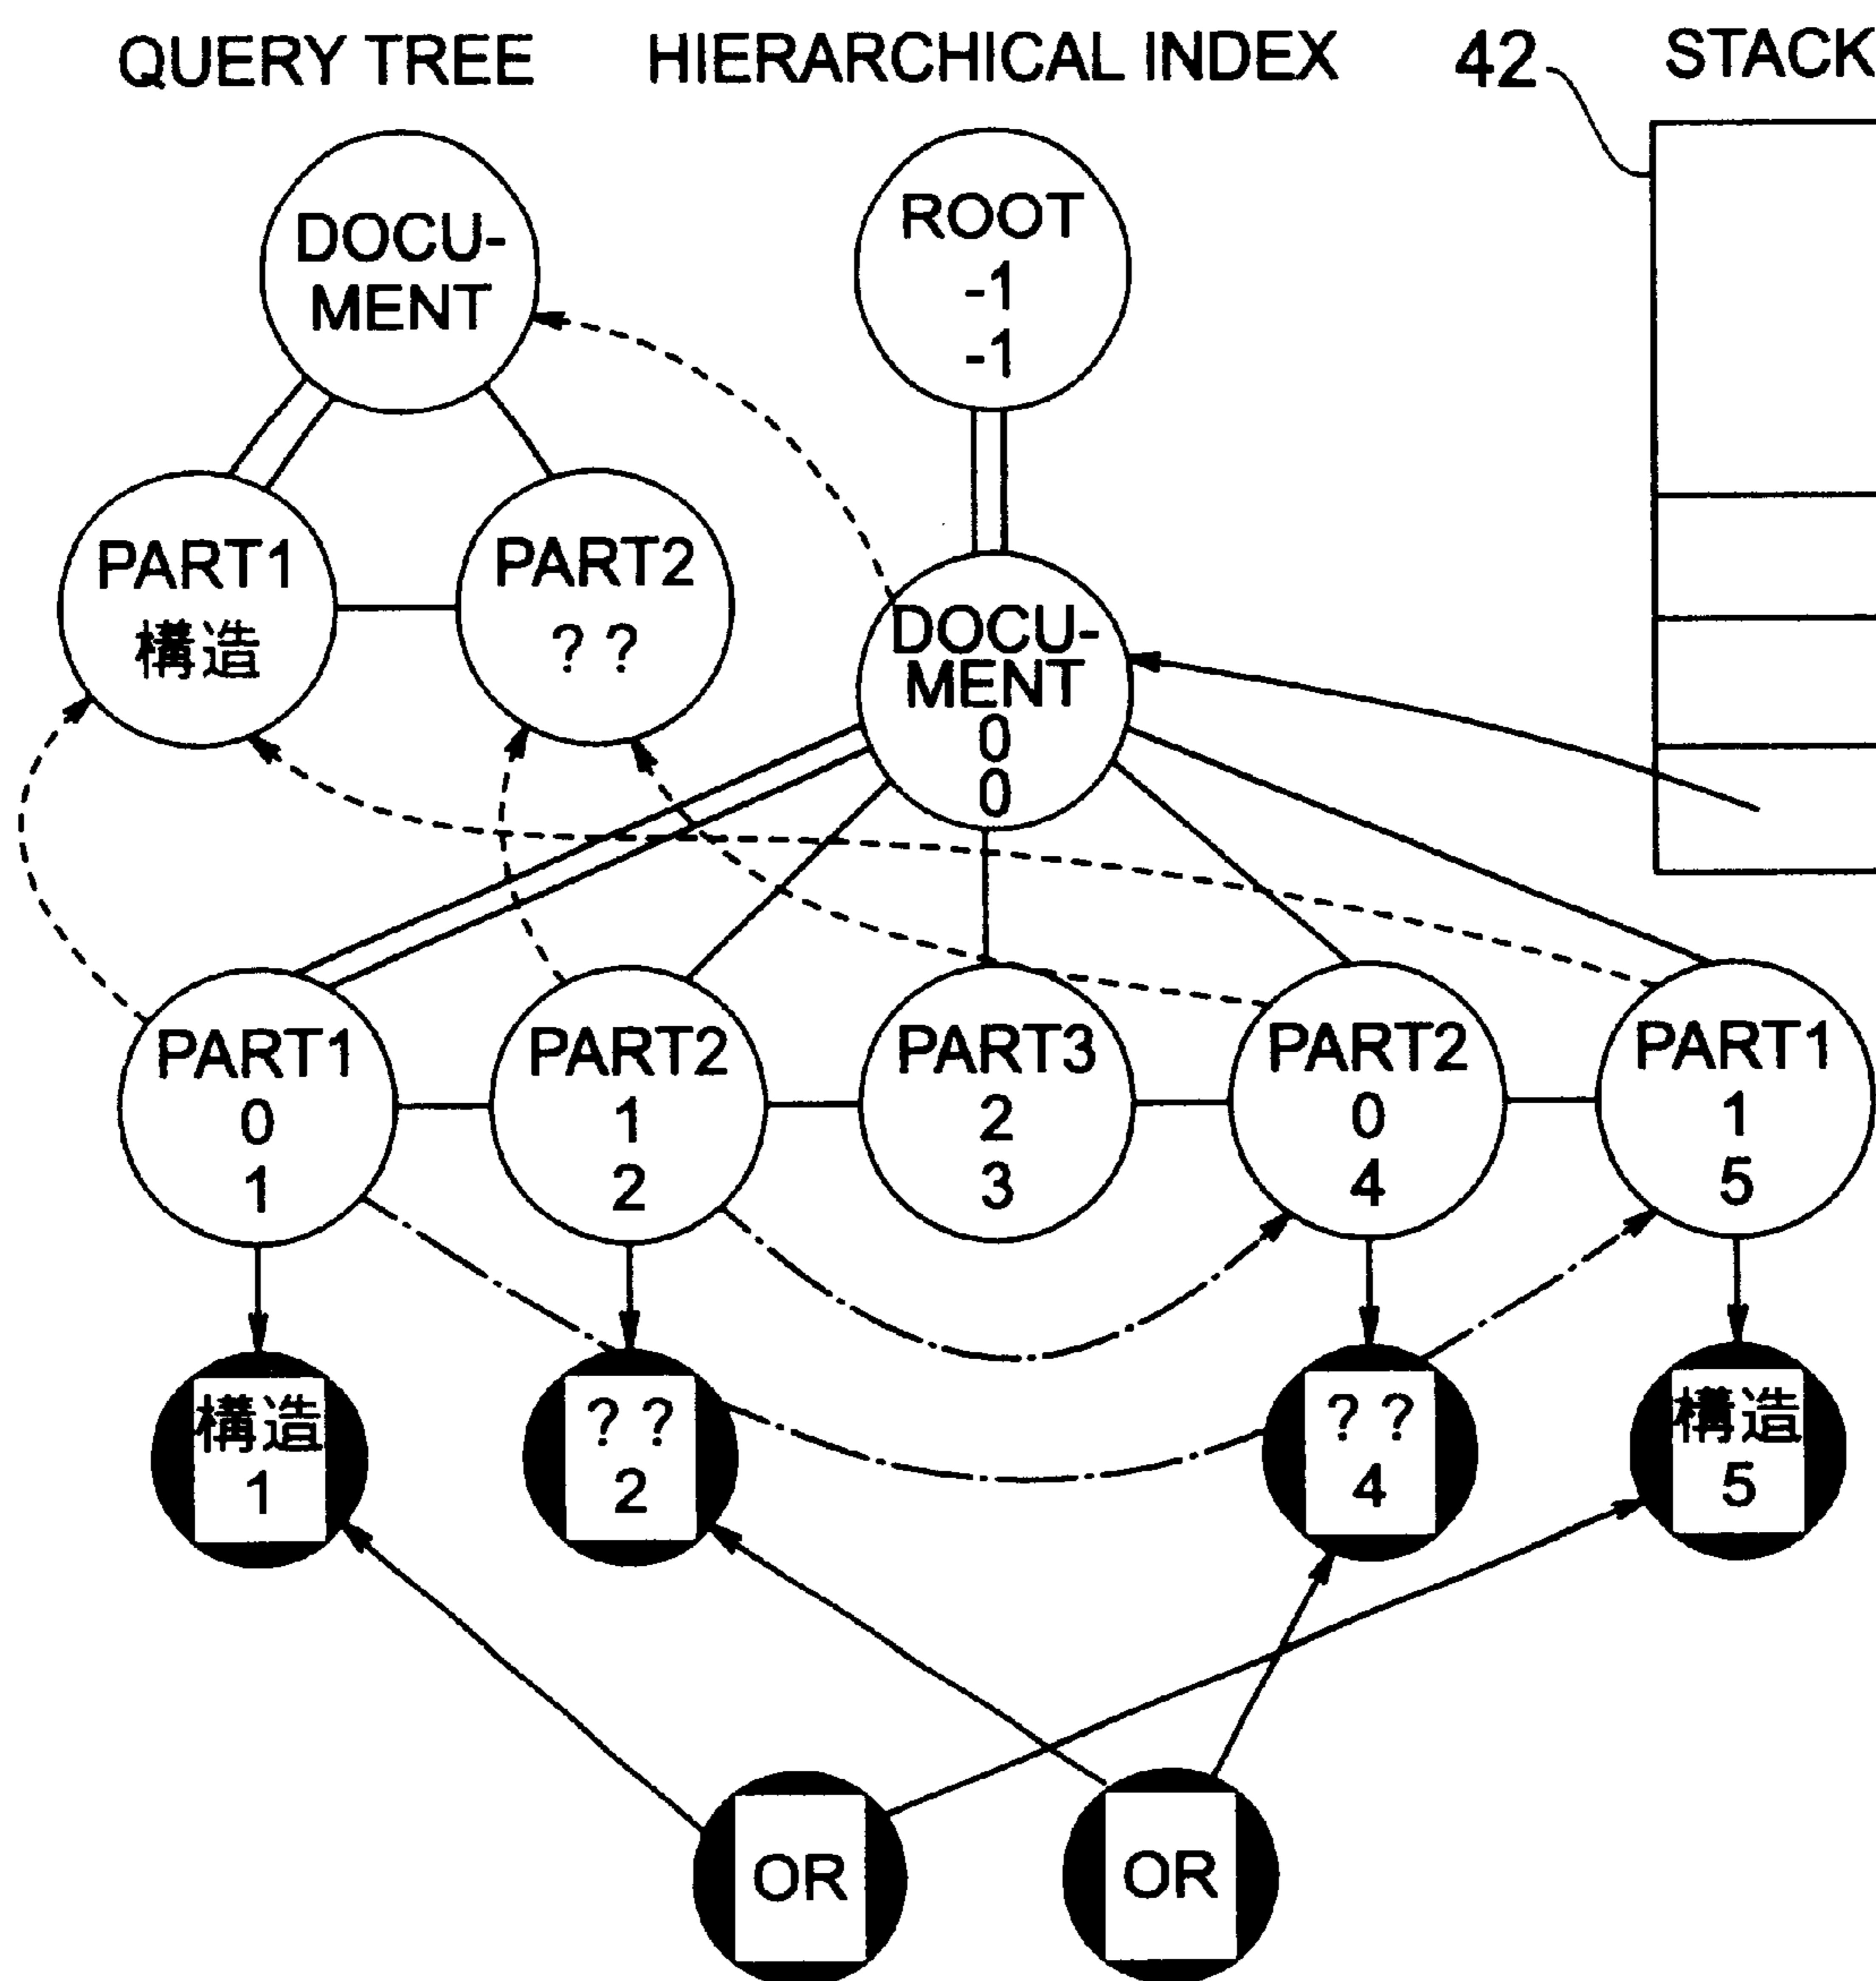 QUERY TREE
HIERARCHICAL INDEX
42
STACK
DOCU-
MENT
ROOT
-1
-1
PART1
構造
PART2
? ?
DOCU-
MENT
0
0
PART1
0
1
PART2
1
2
PART3
2
3
PART2
0
4
PART1
1
5
構造
1
? ?
2
? ?
4
構造
5
OR
OR